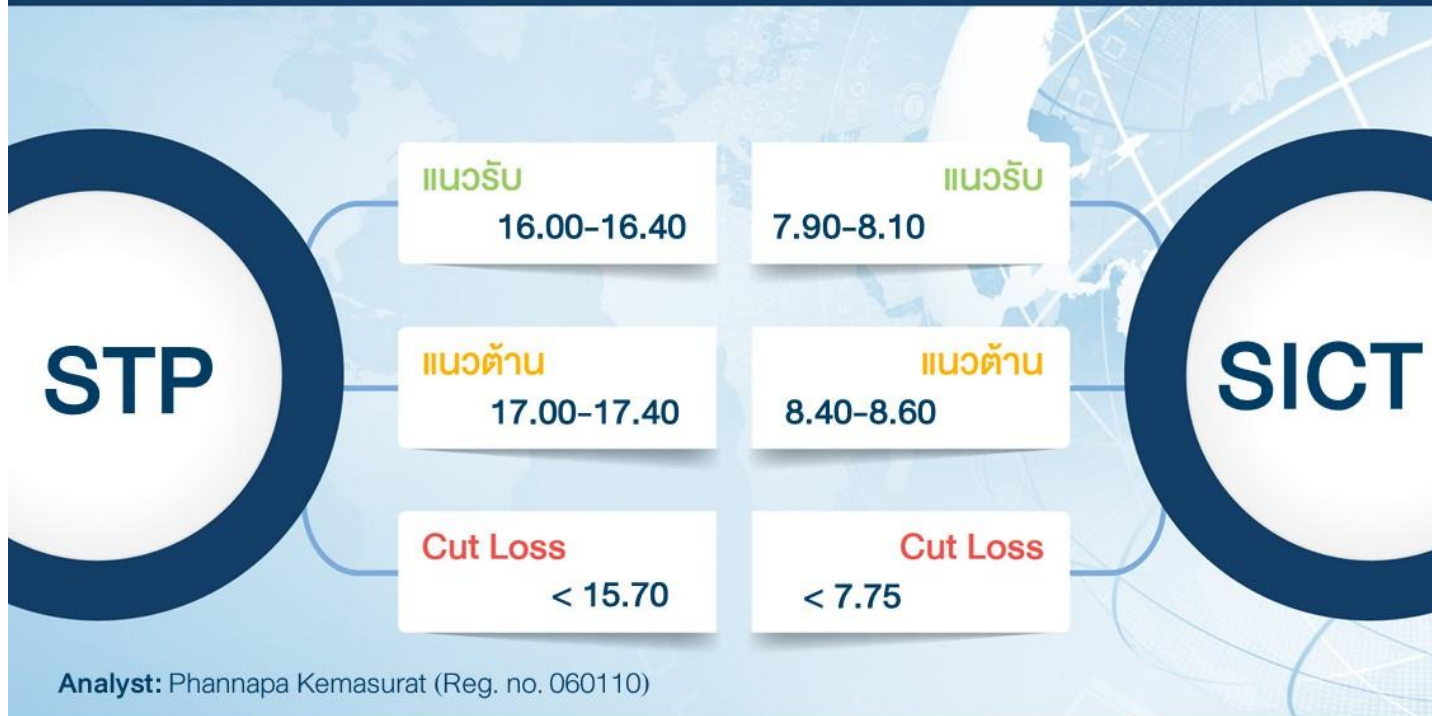 STP
แนวรับ
16.00-16.40
แนวต้าน
17.00-17.40
Cut Loss
< 15.70
แนวรับ
7.90-8.10
แนวต้าน
8.40-8.60
Cut Loss
< 7.75
SICT
Analyst: Phannapa Kemasurat (Reg. no. 060110)